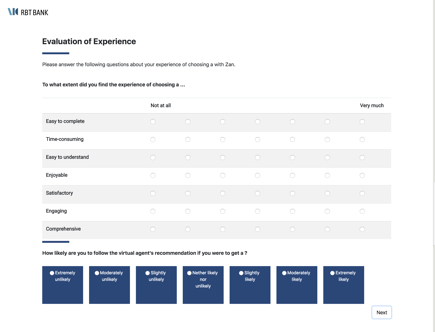 RBT BANK
Evaluation of Experience
Please answer the following questions about your experience of choosing a with Zan.
To what extent did you find the experience of choosing a ...
Not at all Very much
Easy to complete
Time-consuming
Easy to understand
Enjoyable
Satisfactory
Engaging
Comprehensive
How likely are you to follow the virtual agent's recommendation if you were to get a ?
Extremely unlikely
Moderately unlikely
Slightly unlikely
Neither likely nor unlikely
Slightly likely
Moderately likely
Extremely likely
Next